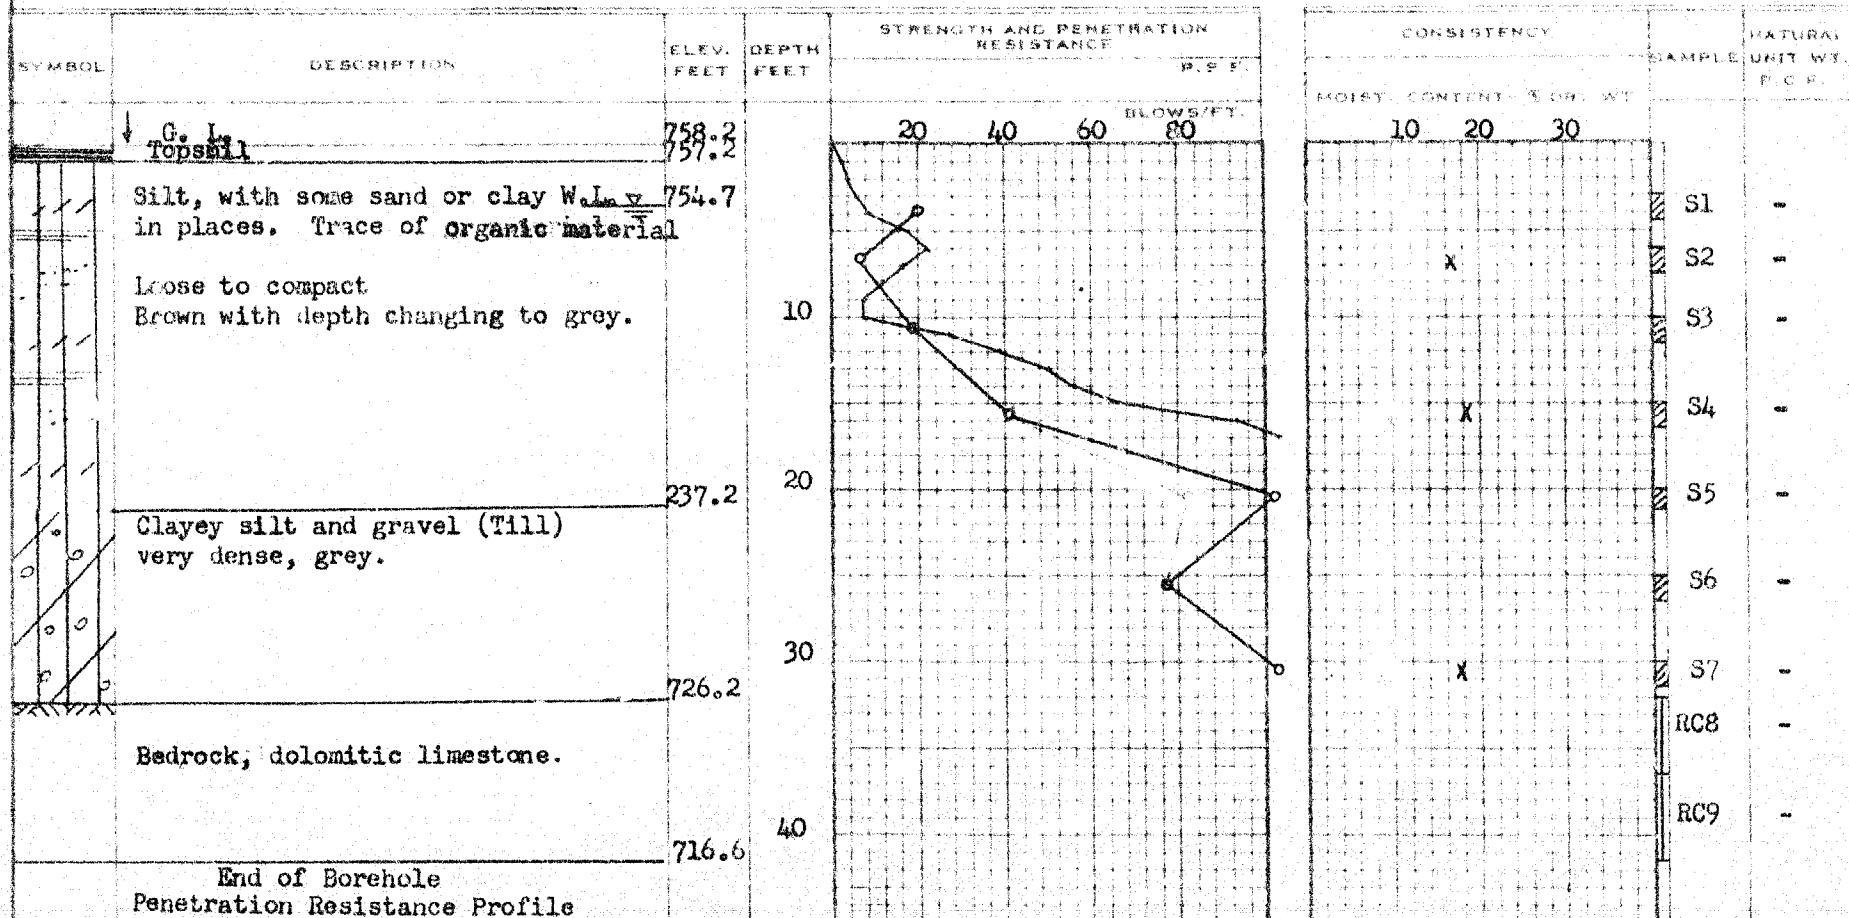 STRENGTH AND PENETRATION
RESISTANCE
P.S.F.
BLOWS/FT.
CONSISTENCY
MOIST. CONTENT - % DR. WT
SYMBOL
DESCRIPTION
ELEV.
FEET
DEPTH
FEET
SAMPLE
NATURAL
UNIT WT.
P.C.F.
20 40 60 80
10 20 30
G. L. 758.2
Topsoil 757.2
Silt, with some sand or clay W.L. 754.7
in places. Trace of organic material
Loose to compact
Brown with depth changing to grey.
237.2
Clayey silt and gravel (Till)
very dense, grey.
726.2
Bedrock, dolomitic limestone.
716.6
End of Borehole
Penetration Resistance Profile
10
20
30
40
S1 -
S2 -
S3 -
S4 -
S5 -
S6 -
S7 -
RC8 -
RC9 -